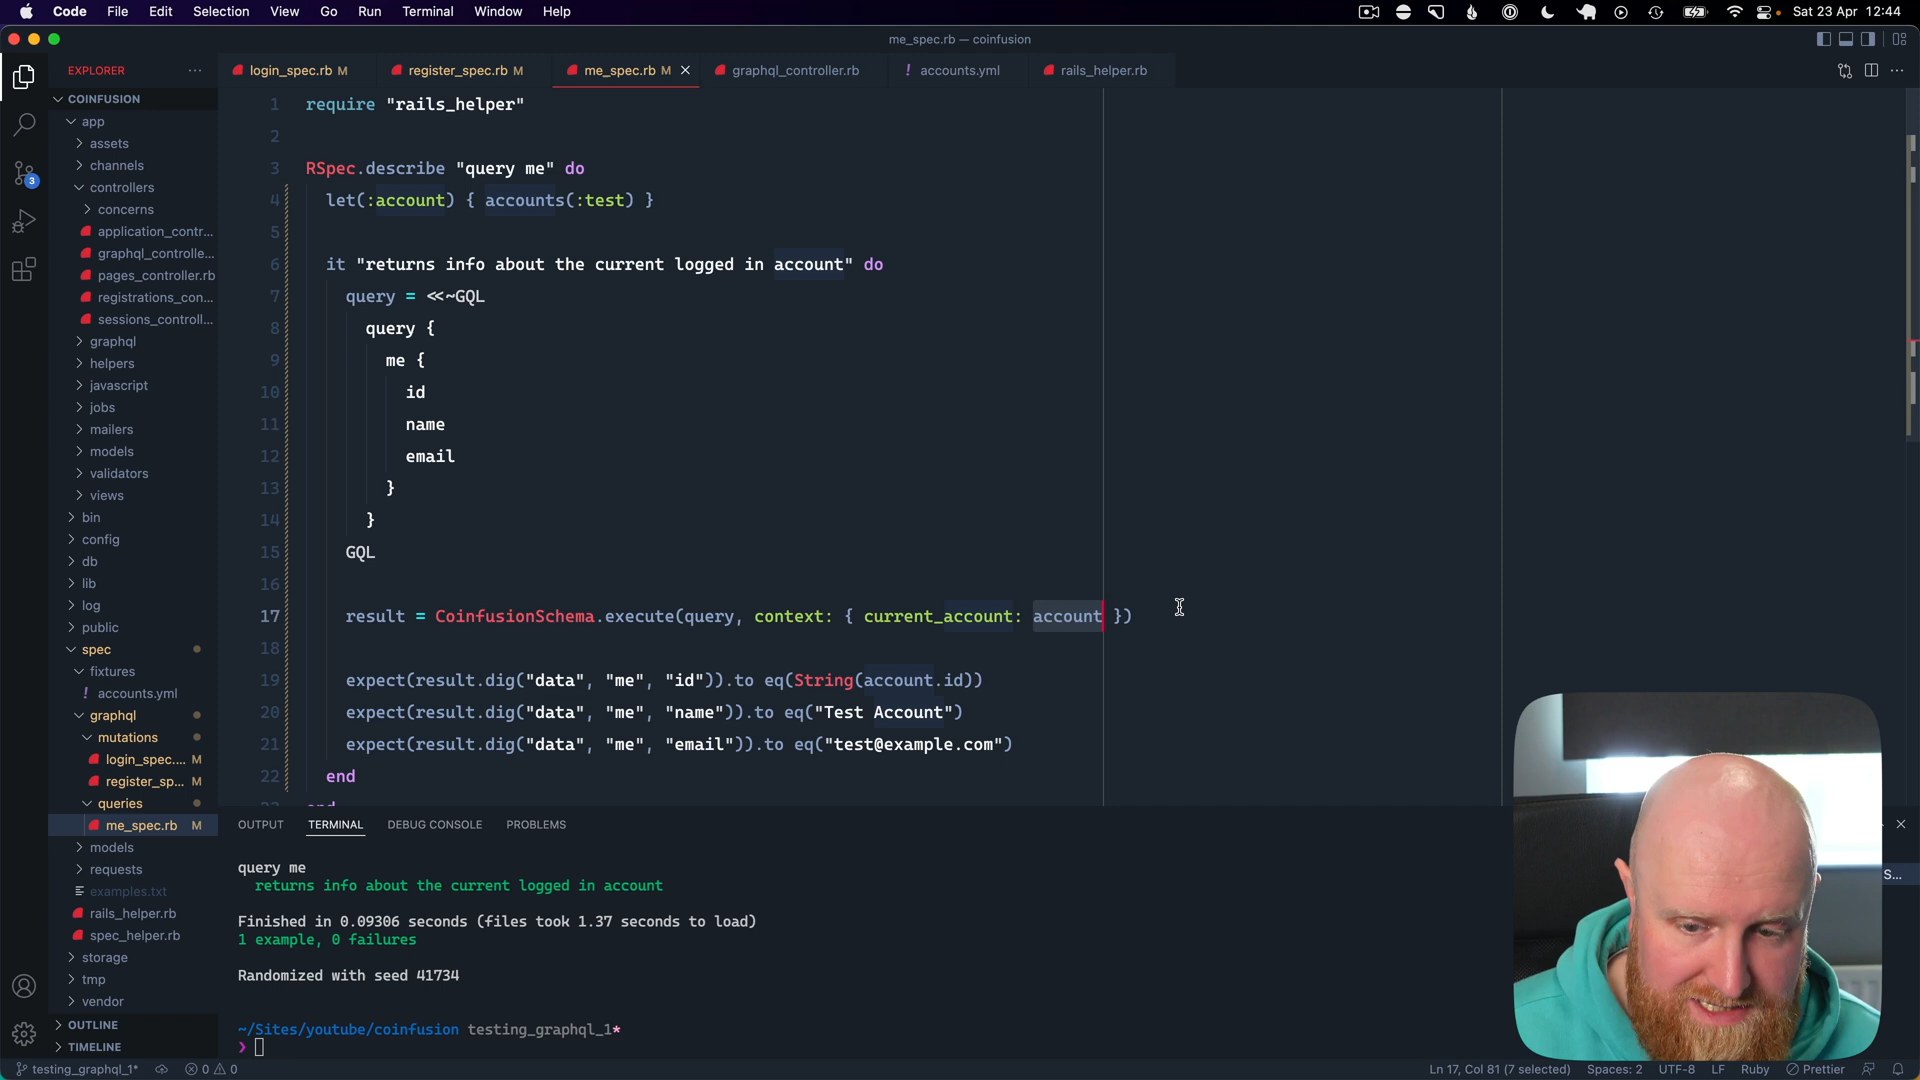 Code File Edit Selection View Go Run Terminal Window Help
Sat 23 Apr 12:44
me_spec.rb — coinfusion
EXPLORER
login_spec.rb M
register_spec.rb M
me_spec.rb M
graphql_controller.rb
! accounts.yml
rails_helper.rb
COINFUSION
app
assets
channels
controllers
concerns
application_contr...
graphql_controlle...
pages_controller.rb
registrations_con...
sessions_controll...
graphql
helpers
javascript
jobs
mailers
models
validators
views
bin
config
db
lib
log
public
spec
fixtures
! accounts.yml
graphql
mutations
login_spec.... M
register_sp... M
queries
me_spec.rb M
models
requests
examples.txt
rails_helper.rb
spec_helper.rb
storage
tmp
vendor
OUTLINE
TIMELINE
3
1 require "rails_helper"
2
3 RSpec.describe "query me" do
4 let(:account) { accounts(:test) }
5
6 it "returns info about the current logged in account" do
7 query = <<~GQL
8 query {
9 me {
10 id
11 name
12 email
13 }
14 }
15 GQL
16
17 result = CoinfusionSchema.execute(query, context: { current_account: account })
18
19 expect(result.dig("data", "me", "id")).to eq(String(account.id))
20 expect(result.dig("data", "me", "name")).to eq("Test Account")
21 expect(result.dig("data", "me", "email")).to eq("test@example.com")
22 end
OUTPUT TERMINAL DEBUG CONSOLE PROBLEMS
query me
returns info about the current logged in account
Finished in 0.09306 seconds (files took 1.37 seconds to load)
1 example, 0 failures
Randomized with seed 41734
~/Sites/youtube/coinfusion testing_graphql_1*
❯
S...
testing_graphql_1* 0 0
Ln 17, Col 81 (7 selected) Spaces: 2 UTF-8 LF Ruby Prettier